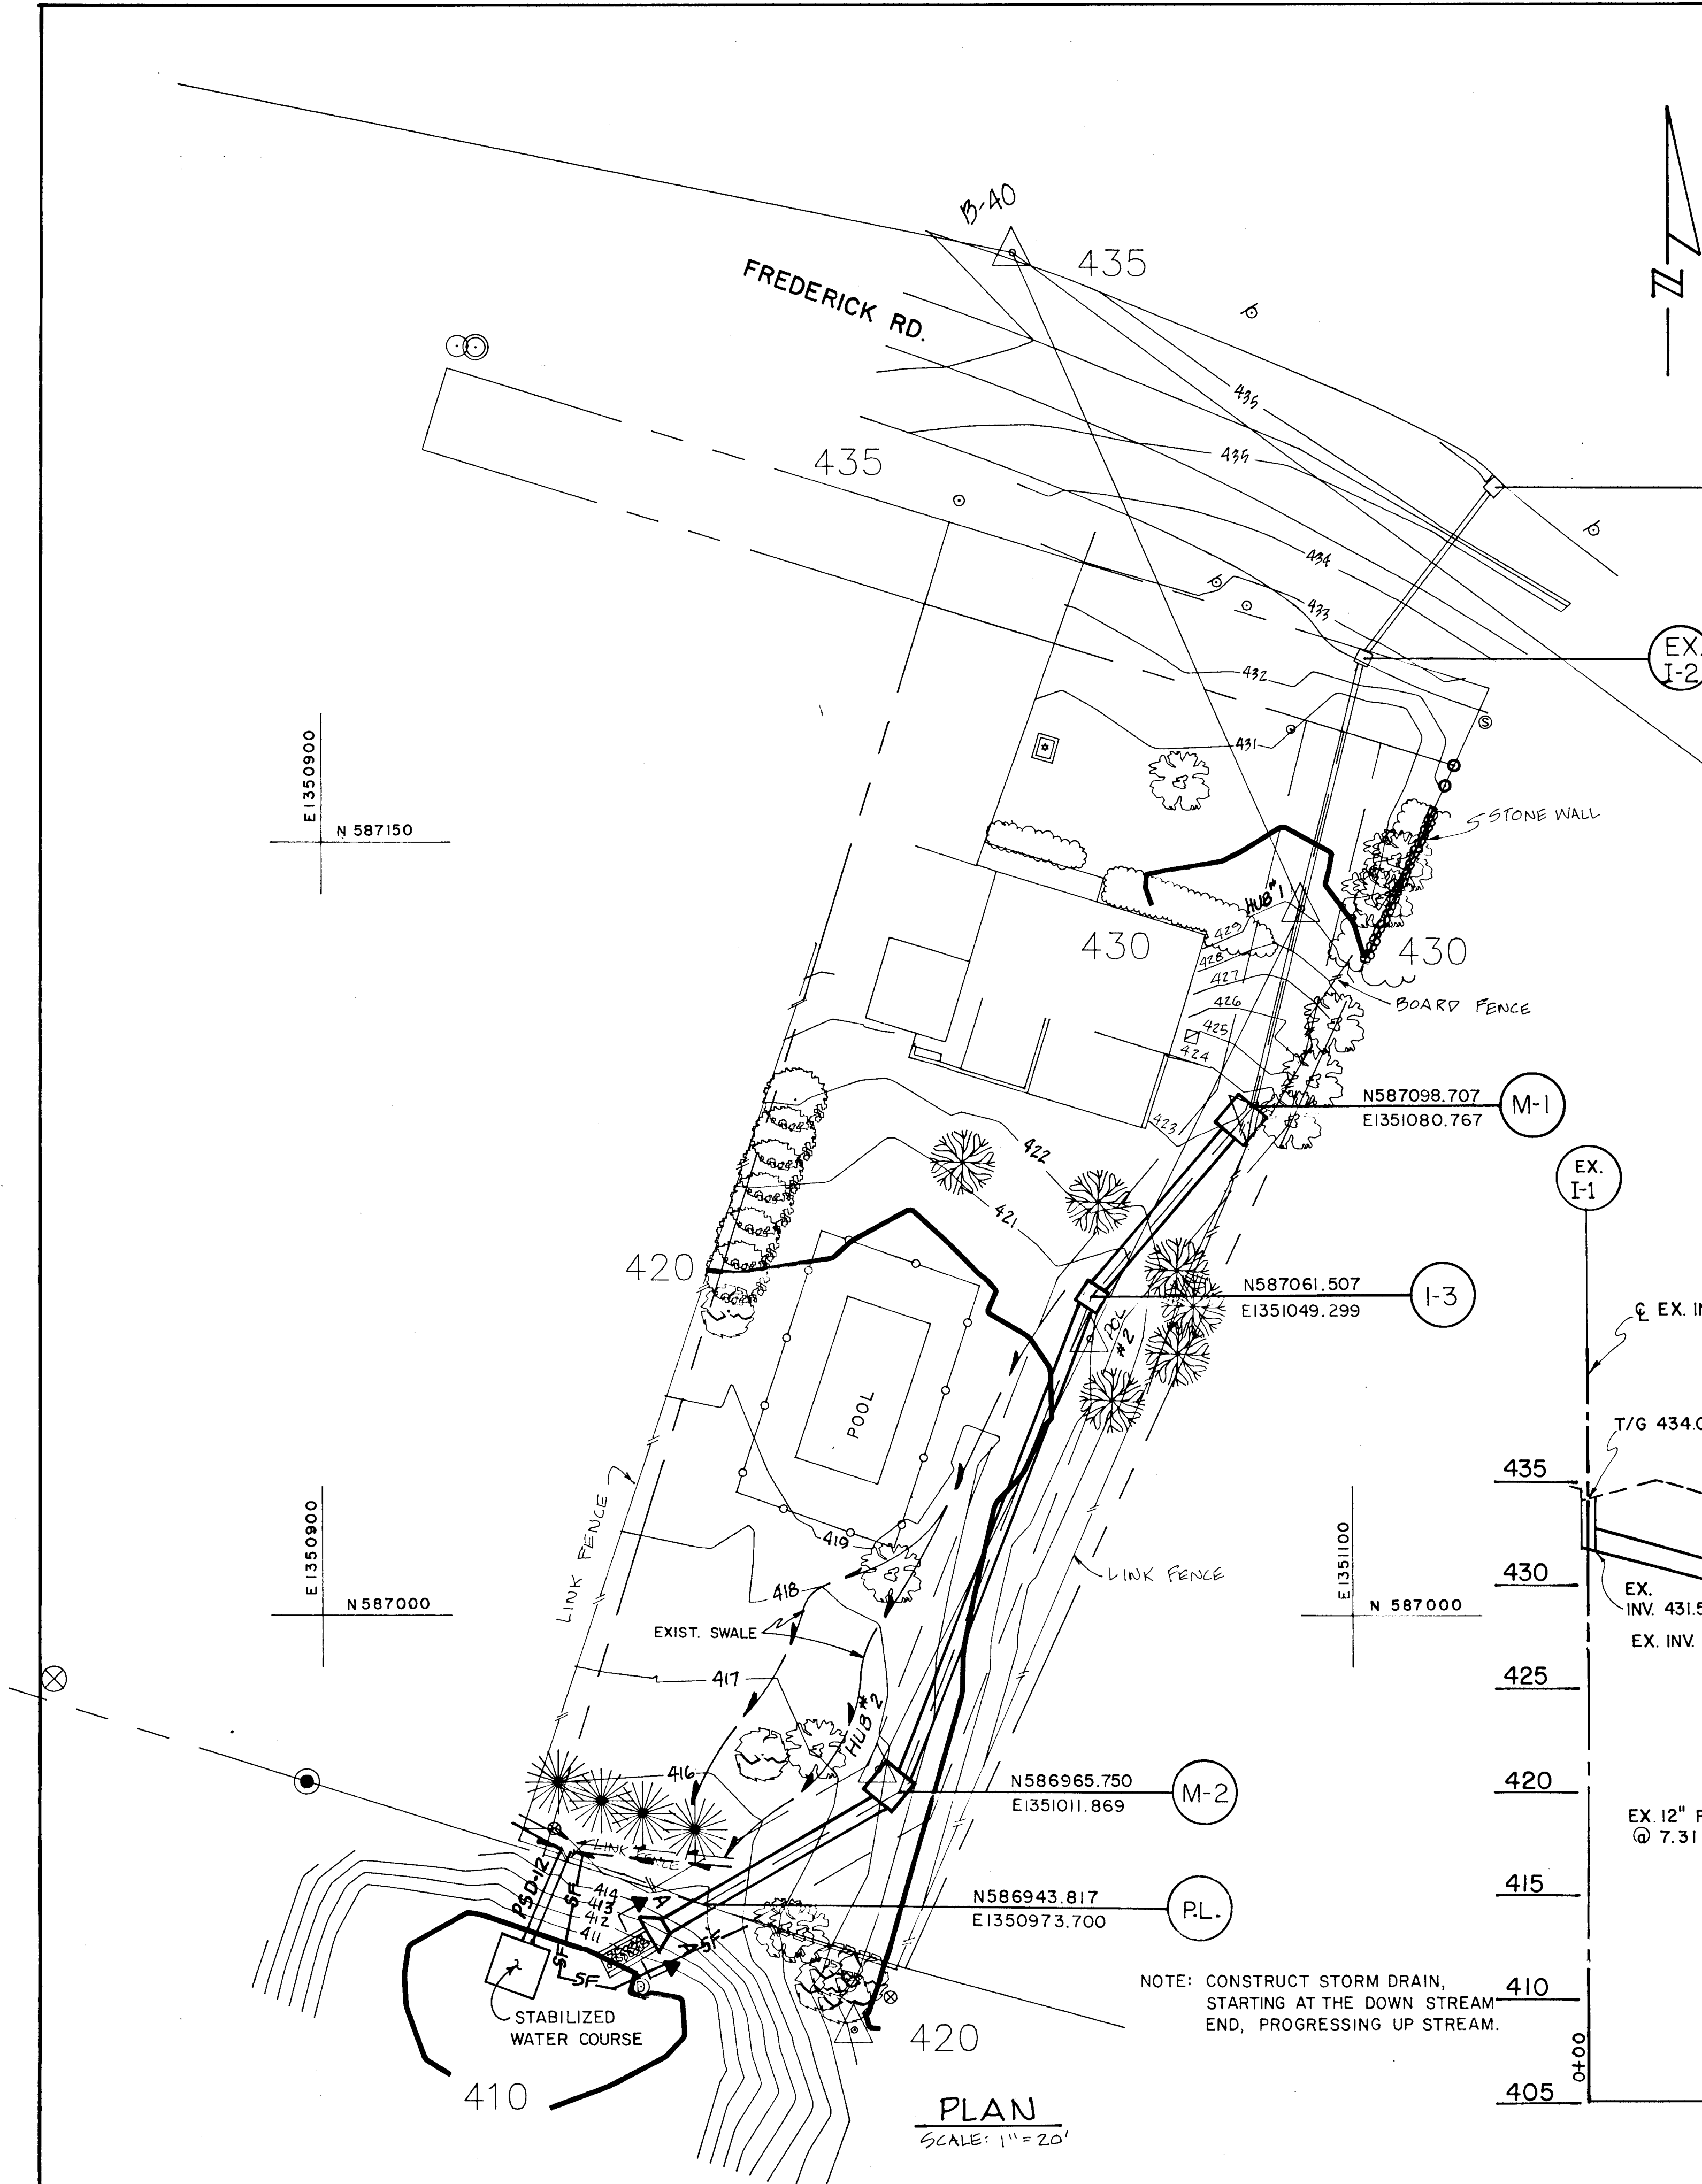 B-40
435
FREDERICK RD.
N
435
435
435
434
433
EX.
I-2
432
431
E1350900
N 587150
STONE WALL
HUB #1
429
430
430
428
427
426
BOARD FENCE
425
424
N587098.707
E1351080.767
M-1
423
422
421
EX.
I-1
420
N587061.507
E1351049.299
I-3
POL
#2
POOL
T/G 434.0
435
LINK FENCE
E1350900
N 587000
419
418
EXIST. SWALE
LINK FENCE
E1351100
N 587000
430
EX.
INV. 431.5
EX. INV.
417
HUB #2
425
416
N586965.750
E1351011.869
M-2
420
EX. 12"
@ 7.31
LINK FENCE
PSD-12
SF
414
413
412
411
A
A
SF
N586943.817
E1350973.700
P.L.
415
SF
SF
D
2
STABILIZED
WATER COURSE
NOTE: CONSTRUCT STORM DRAIN,
STARTING AT THE DOWN STREAM
END, PROGRESSING UP STREAM.
410
420
0+00
410
405
PLAN
SCALE: 1"=20'